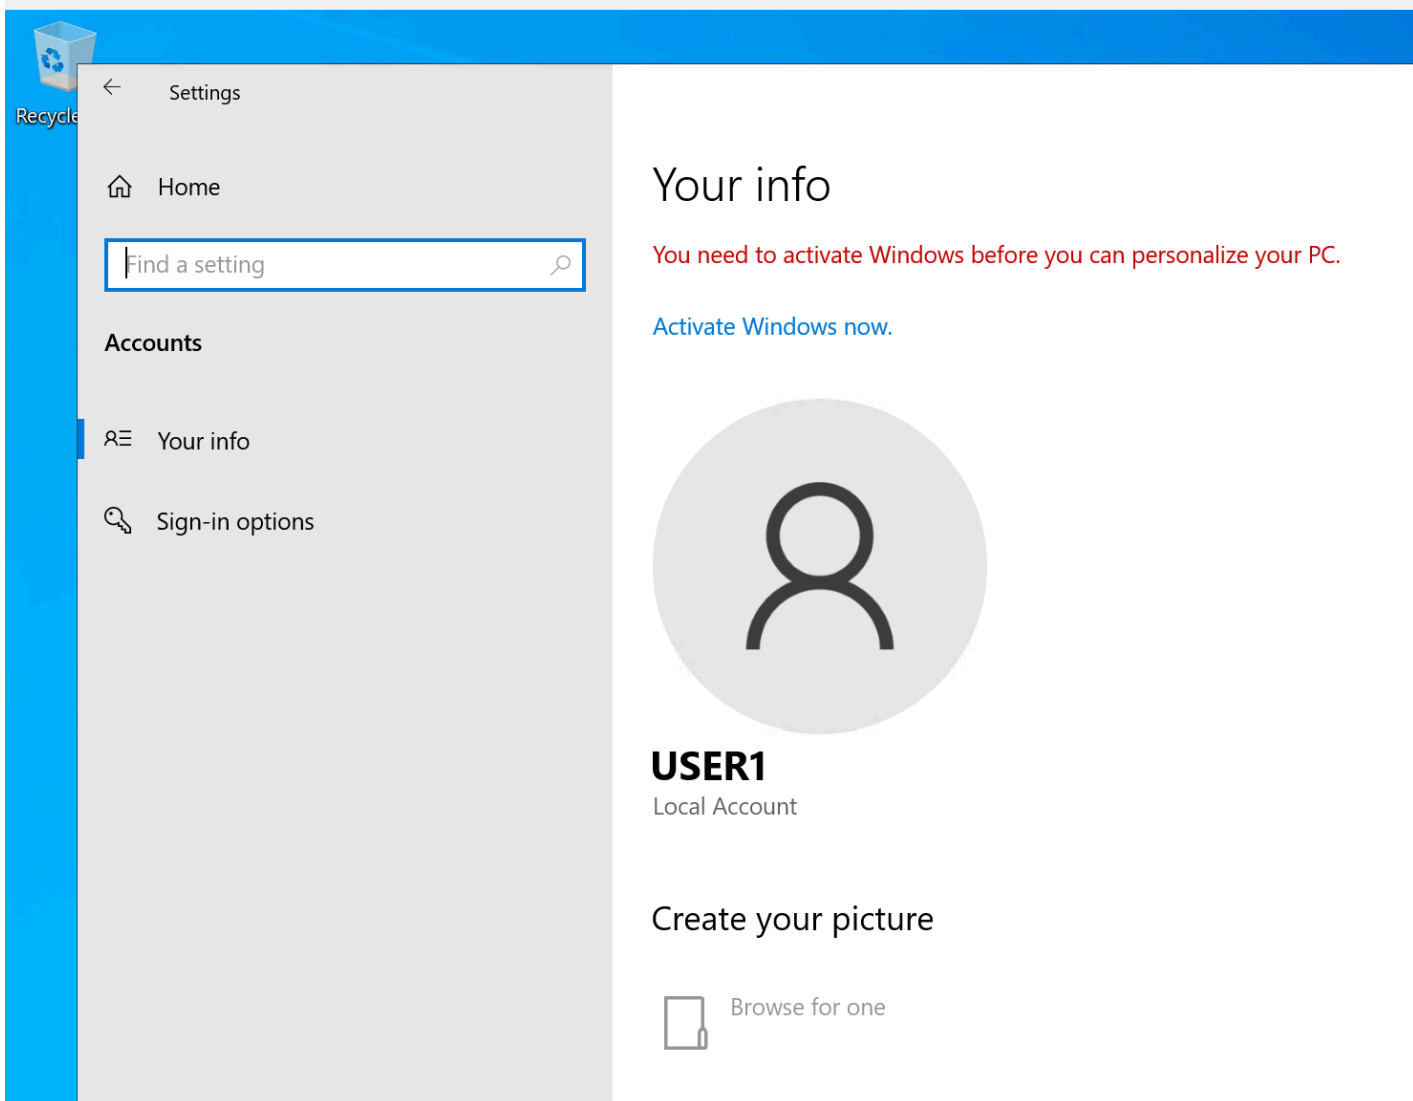 Recycle
Settings
Home
Find a setting
Accounts
Your info
Sign-in options
Your info
You need to activate Windows before you can personalize your PC.
Activate Windows now.
USER1
Local Account
Create your picture
Browse for one